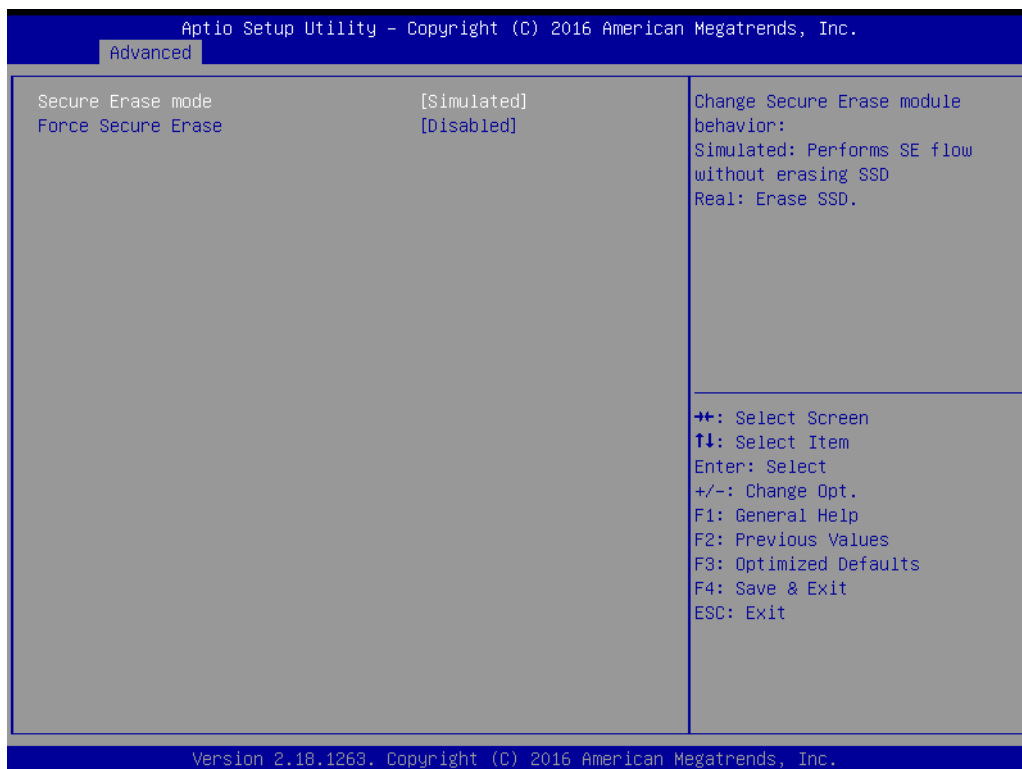 Aptio Setup Utility – Copyright (C) 2016 American Megatrends, Inc.
Advanced
Secure Erase mode [Simulated]
Force Secure Erase [Disabled]
Change Secure Erase module
behavior:
Simulated: Performs SE flow
without erasing SSD
Real: Erase SSD.
→←: Select Screen
↑↓: Select Item
Enter: Select
+/-: Change Opt.
F1: General Help
F2: Previous Values
F3: Optimized Defaults
F4: Save & Exit
ESC: Exit
Version 2.18.1263. Copyright (C) 2016 American Megatrends, Inc.